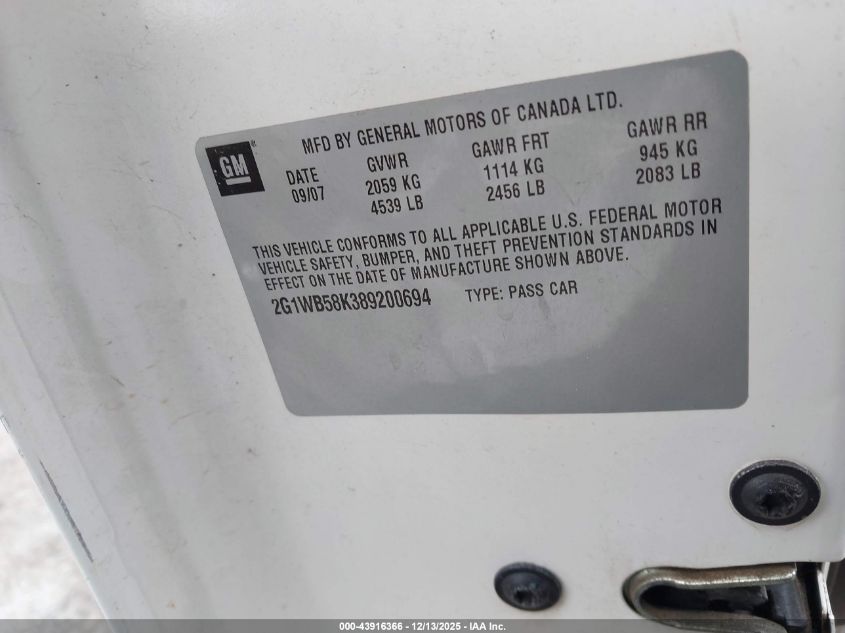 GM
MFD BY GENERAL MOTORS OF CANADA LTD.
DATE GVWR GAWR FRT GAWR RR
09/07 2059 KG 1114 KG 945 KG
4539 LB 2456 LB 2083 LB
THIS VEHICLE CONFORMS TO ALL APPLICABLE U.S. FEDERAL MOTOR
VEHICLE SAFETY, BUMPER, AND THEFT PREVENTION STANDARDS IN
EFFECT ON THE DATE OF MANUFACTURE SHOWN ABOVE.
2G1WB58K389200694 TYPE: PASS CAR
000-43916366 - 12/13/2025 - IAA Inc.